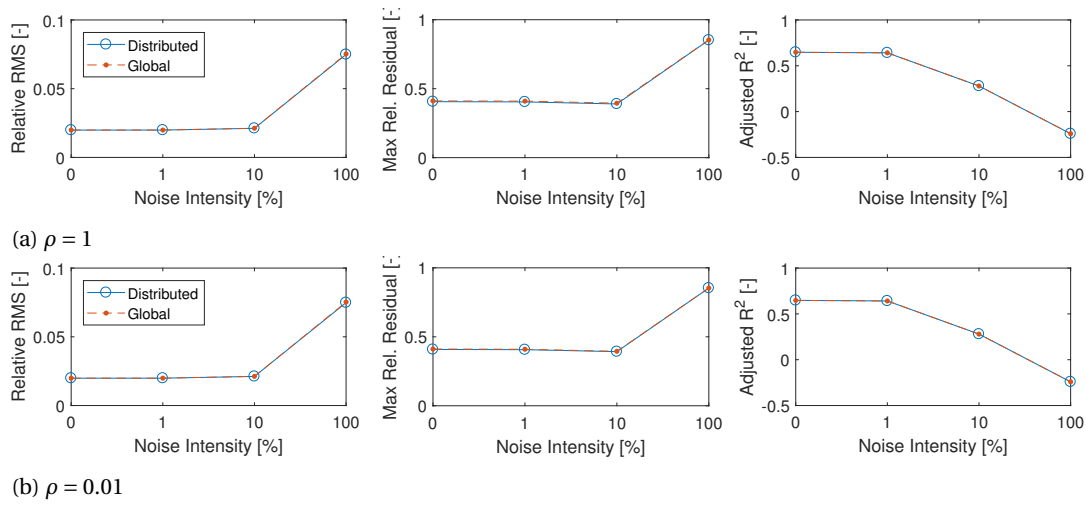 Relative RMS [-]
0.1
0.05
0
Distributed
Global
0 1 10 100
Noise Intensity [%]
Max Rel. Residual [-]
1
0.5
0
0 1 10 100
Noise Intensity [%]
Adjusted R² [-]
1
0.5
0
-0.5
0 1 10 100
Noise Intensity [%]
(a) ρ = 1
Relative RMS [-]
0.1
0.05
0
Distributed
Global
0 1 10 100
Noise Intensity [%]
Max Rel. Residual [-]
1
0.5
0
0 1 10 100
Noise Intensity [%]
Adjusted R² [-]
1
0.5
0
-0.5
0 1 10 100
Noise Intensity [%]
(b) ρ = 0.01